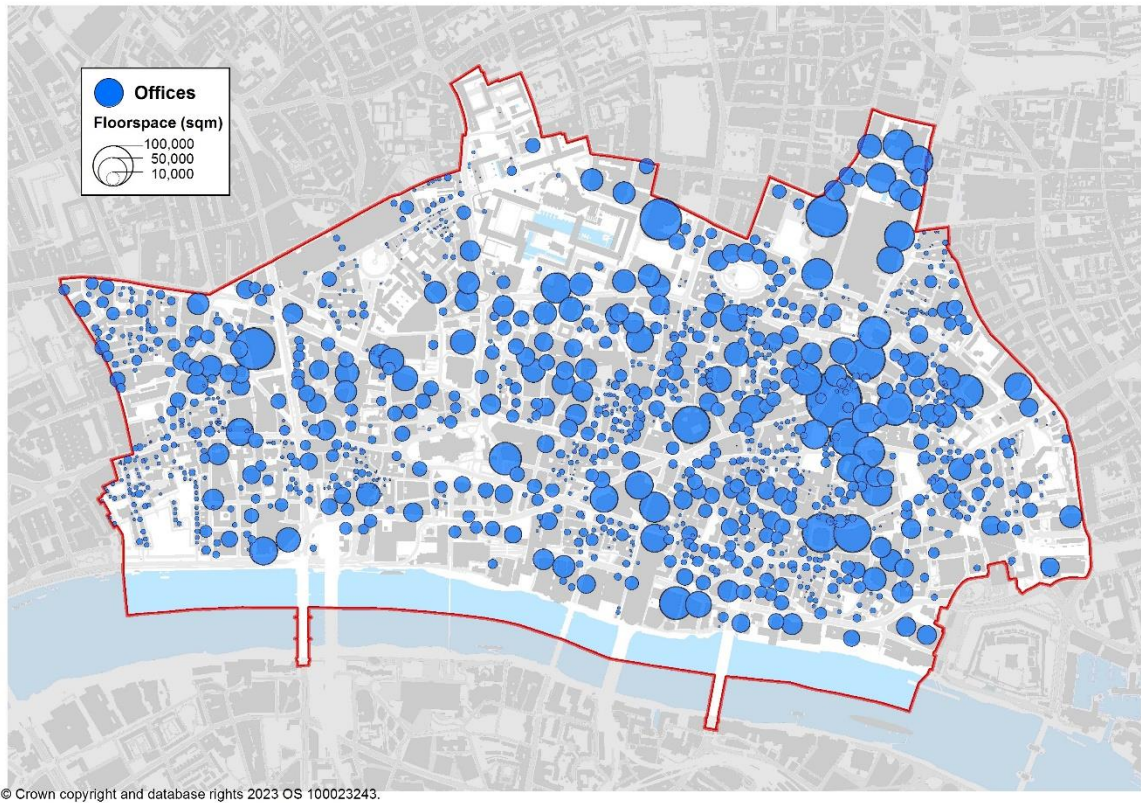 Offices
Floorspace (sqm)
100,000
50,000
10,000
© Crown copyright and database rights 2023 OS 100023243.